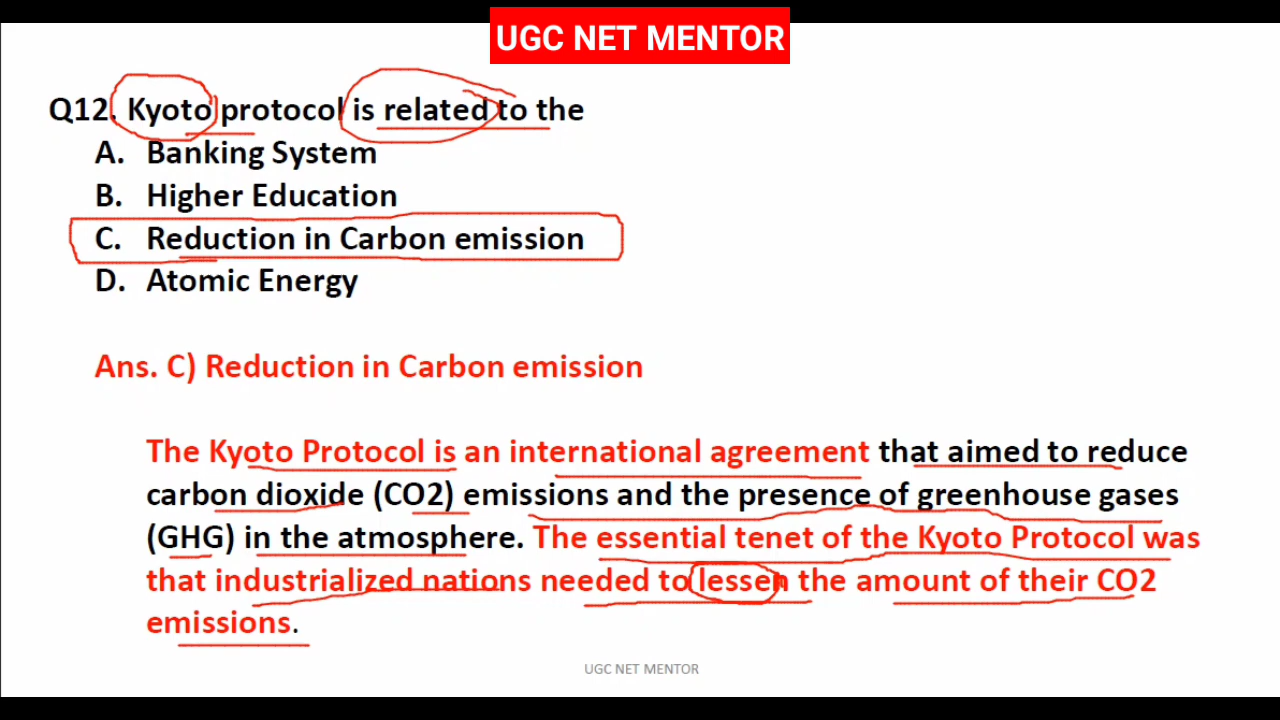 UGC NET MENTOR
Q12. Kyoto protocol is related to the
A. Banking System
B. Higher Education
C. Reduction in Carbon emission
D. Atomic Energy
Ans. C) Reduction in Carbon emission
The Kyoto Protocol is an international agreement that aimed to reduce
carbon dioxide (CO2) emissions and the presence of greenhouse gases
(GHG) in the atmosphere. The essential tenet of the Kyoto Protocol was
that industrialized nations needed to lessen the amount of their CO2
emissions.
UGC NET MENTOR